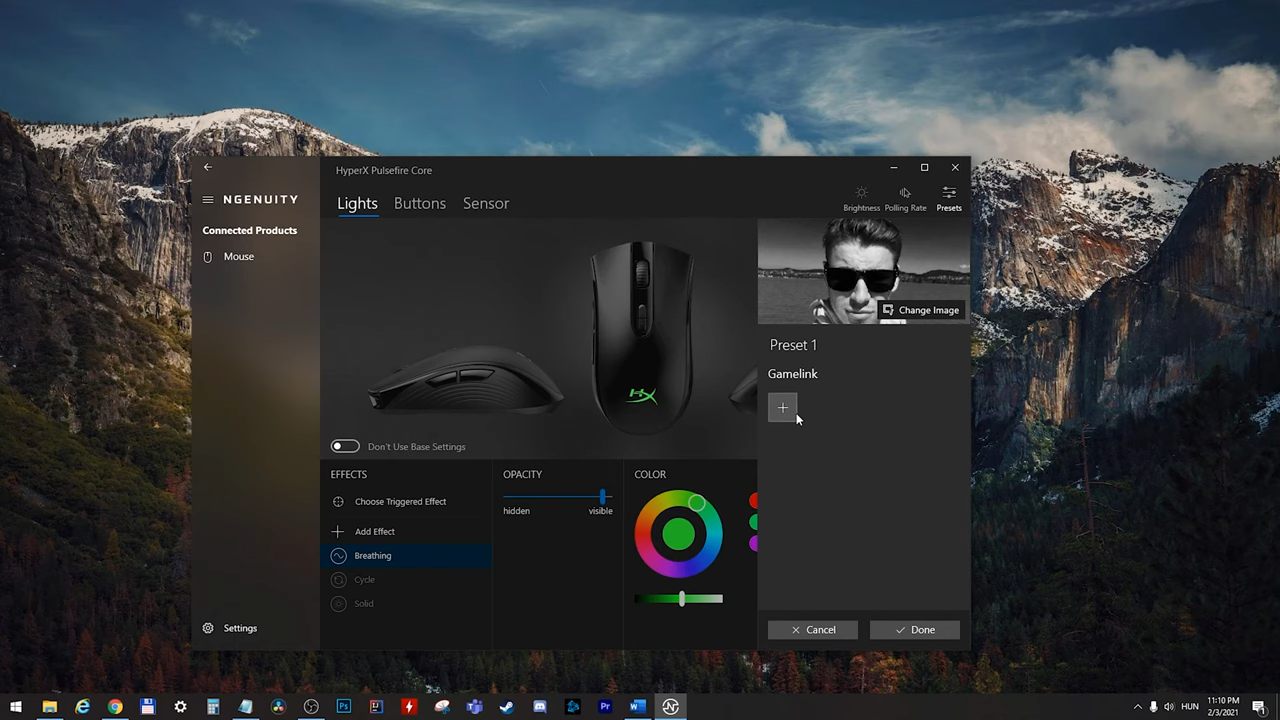 HyperX Pulsefire Core
NGENUITY
Lights Buttons Sensor
Brightness Polling Rate Presets
Connected Products
Mouse
Change Image
Preset 1
Gamelink
HX
Don't Use Base Settings
EFFECTS
Choose Triggered Effect
Add Effect
Breathing
Cycle
Solid
OPACITY
hidden visible
COLOR
Settings
Cancel Done
HUN
11:10 PM
2/3/2021